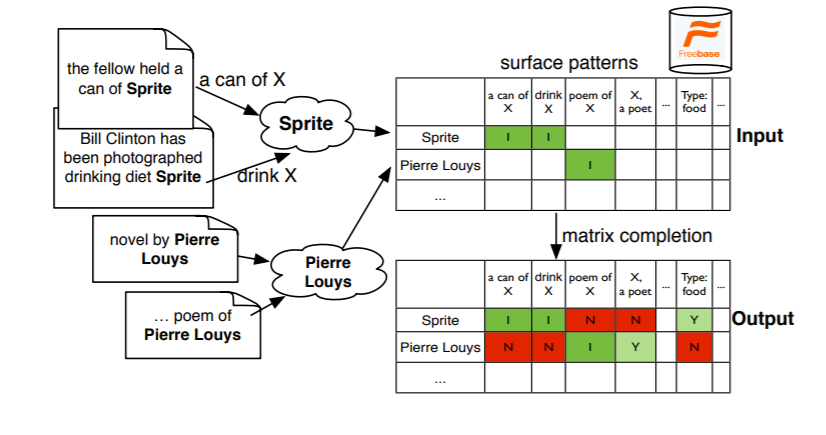 the fellow held a
can of Sprite
Bill Clinton has
been photographed
drinking diet Sprite
novel by Pierre
Louys
... poem of
Pierre Louys
a can of X
drink X
Sprite
Pierre
Louys
Freebase
surface patterns
a can of X drink X poem of X X, a poet ... Type: food ...
Sprite I I
Pierre Louys I
...
Input
matrix completion
a can of X drink X poem of X X, a poet ... Type: food ...
Sprite I I N N Y
Pierre Louys N N I Y N
...
Output